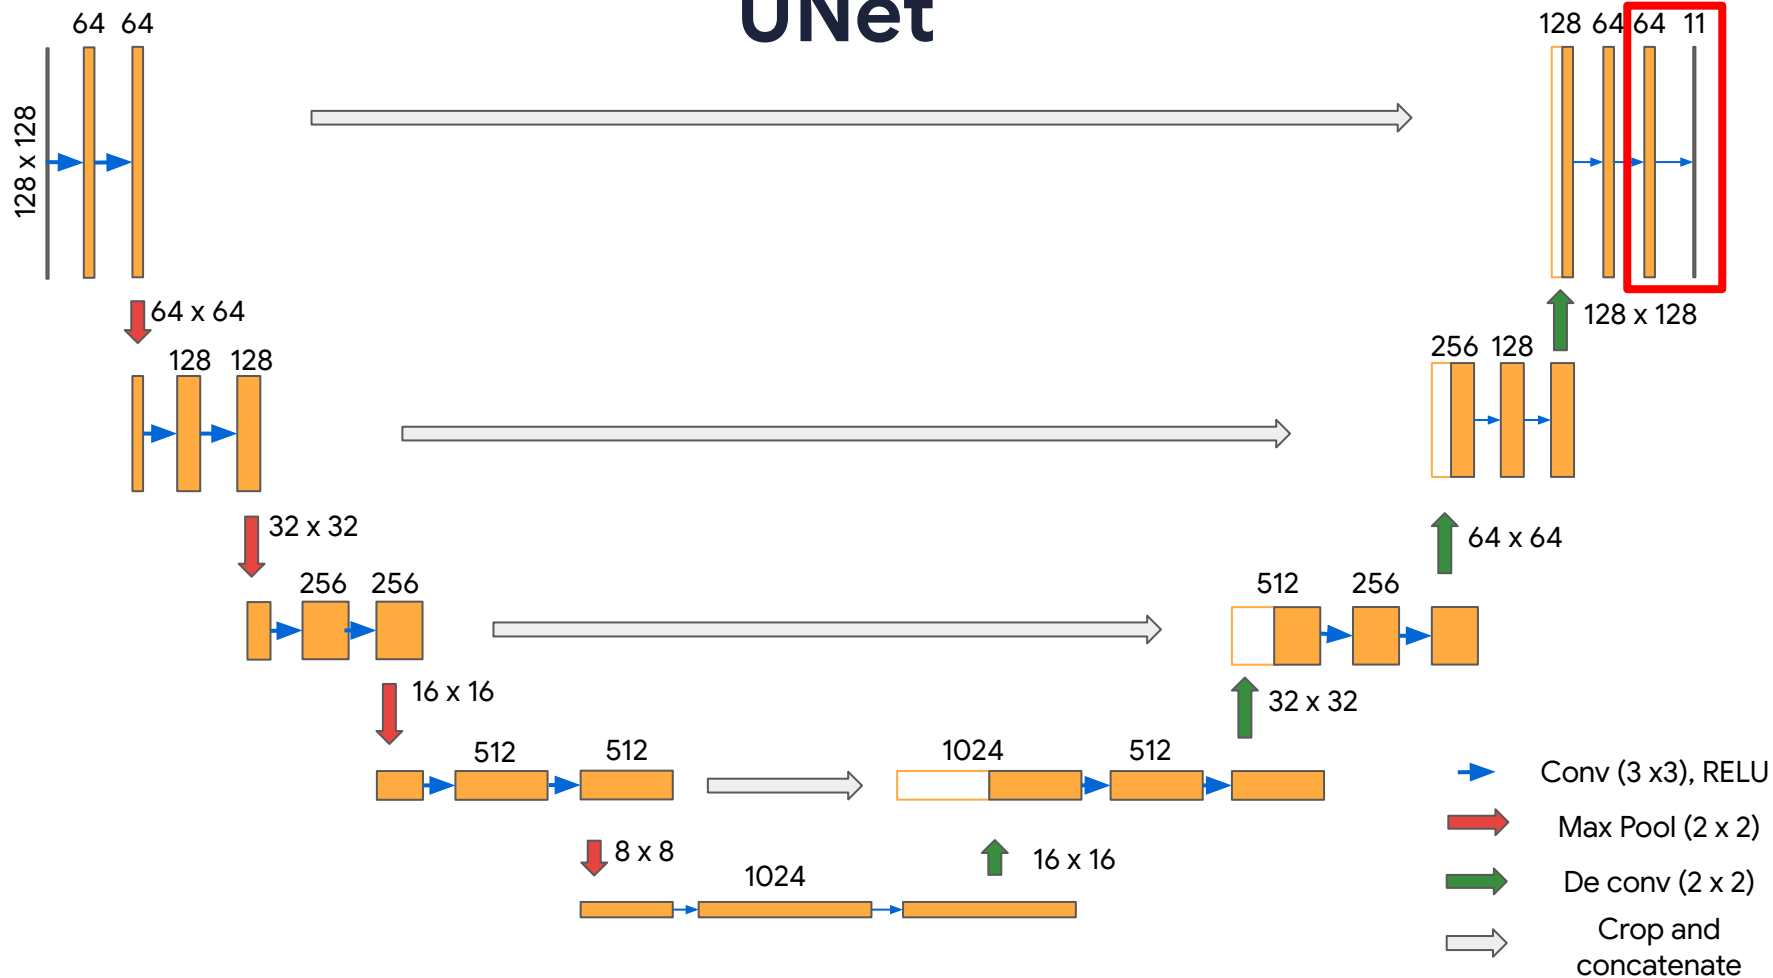 UNet
64 64
128 64 64 11
128 x 128
64 x 64
128 x 128
128 128
256 128
32 x 32
64 x 64
256 256
512 256
16 x 16
32 x 32
512 512
1024 512
8 x 8
16 x 16
1024
Conv (3 x3), RELU
Max Pool (2 x 2)
De conv (2 x 2)
Crop and
concatenate